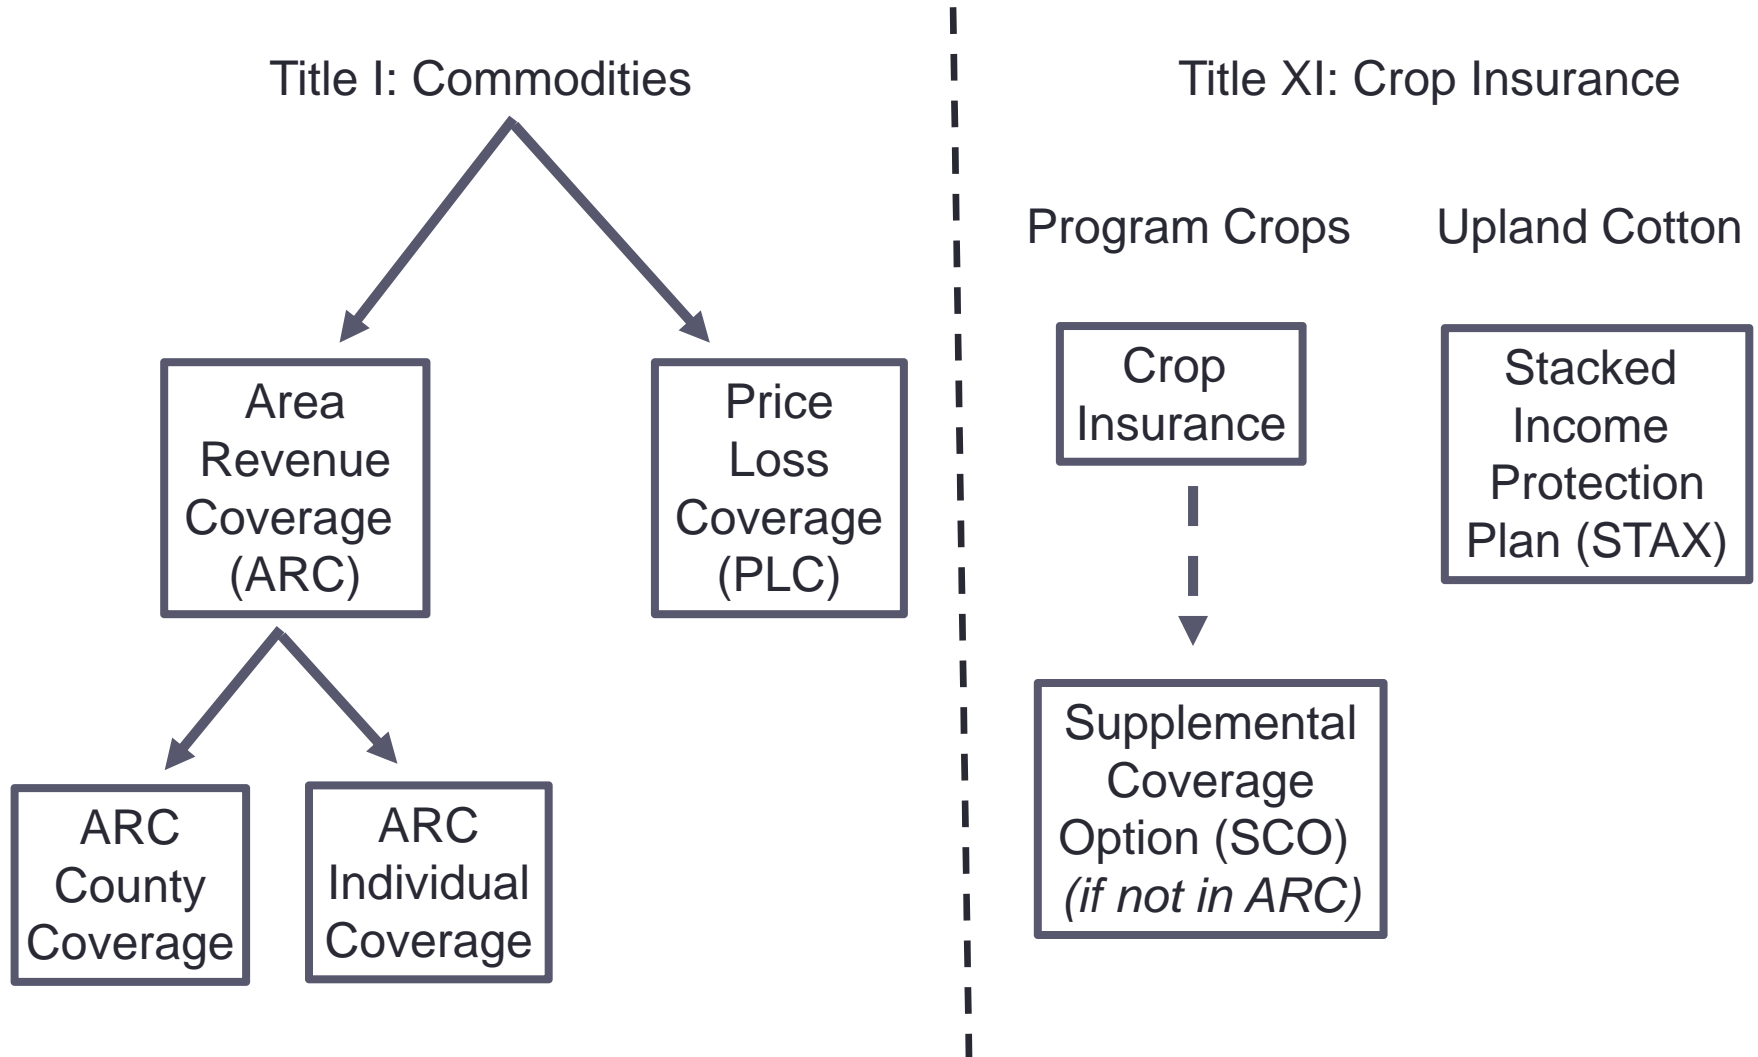 Title I: Commodities
Area
Revenue
Coverage
(ARC)
Price
Loss
Coverage
(PLC)
ARC
County
Coverage
ARC
Individual
Coverage
Title XI: Crop Insurance
Program Crops
Upland Cotton
Crop
Insurance
Stacked
Income
Protection
Plan (STAX)
Supplemental
Coverage
Option (SCO)
(if not in ARC)